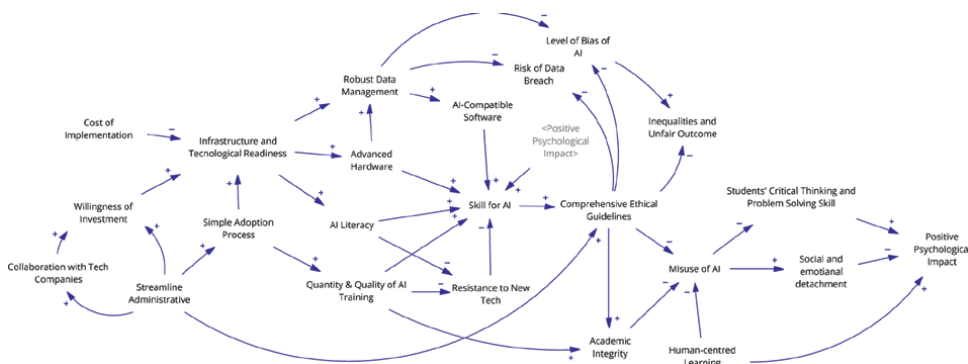 Level of Bias of
AI
Risk of Data
Breach
Robust Data
Management
AI-Compatible
Software
Cost of
Implementation
Infrastructure and
Tecnological Readiness
Advanced
Hardware
<Positive
Psychological
Impact>
Inequalities and
Unfair Outcome
Willingness of
Investment
Simple Adoption
Process
AI Literacy
Skill for AI
Comprehensive Ethical
Guidelines
Students' Critical Thinking and
Problem Solving Skill
Collaboration with Tech
Companies
Streamline
Administrative
Quantity & Quality of AI
Training
Resistance to New
Tech
Misuse of AI
Social and
emotianal
detachment
Positive
Psychological
Impact
Academic
Integrity
Human-centred
Learning